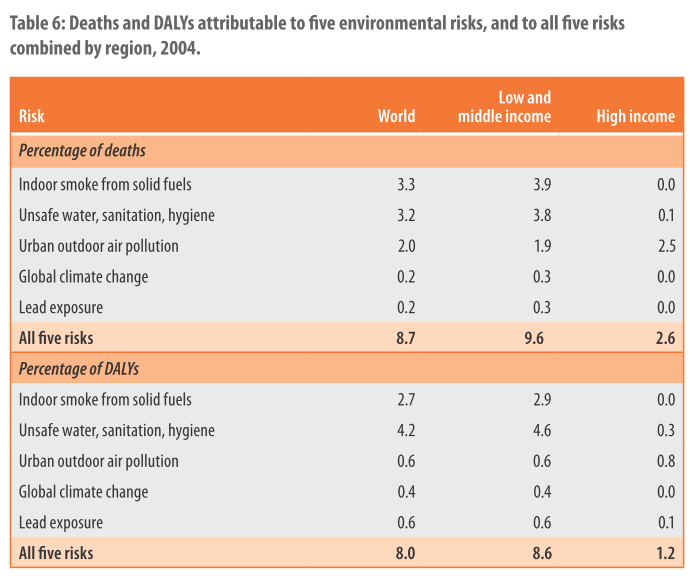 Table 6: Deaths and DALYs attributable to five environmental risks, and to all five risks
combined by region, 2004.
Risk World Low and middle income High income
Percentage of deaths
Indoor smoke from solid fuels 3.3 3.9 0.0
Unsafe water, sanitation, hygiene 3.2 3.8 0.1
Urban outdoor air pollution 2.0 1.9 2.5
Global climate change 0.2 0.3 0.0
Lead exposure 0.2 0.3 0.0
All five risks 8.7 9.6 2.6
Percentage of DALYs
Indoor smoke from solid fuels 2.7 2.9 0.0
Unsafe water, sanitation, hygiene 4.2 4.6 0.3
Urban outdoor air pollution 0.6 0.6 0.8
Global climate change 0.4 0.4 0.0
Lead exposure 0.6 0.6 0.1
All five risks 8.0 8.6 1.2